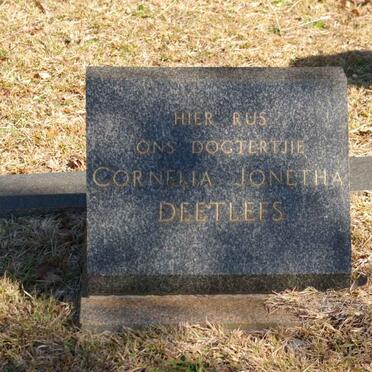 HIER RUS
ONS DOGTERTJIE
CORNELIA JONETHA
DEETLEFS